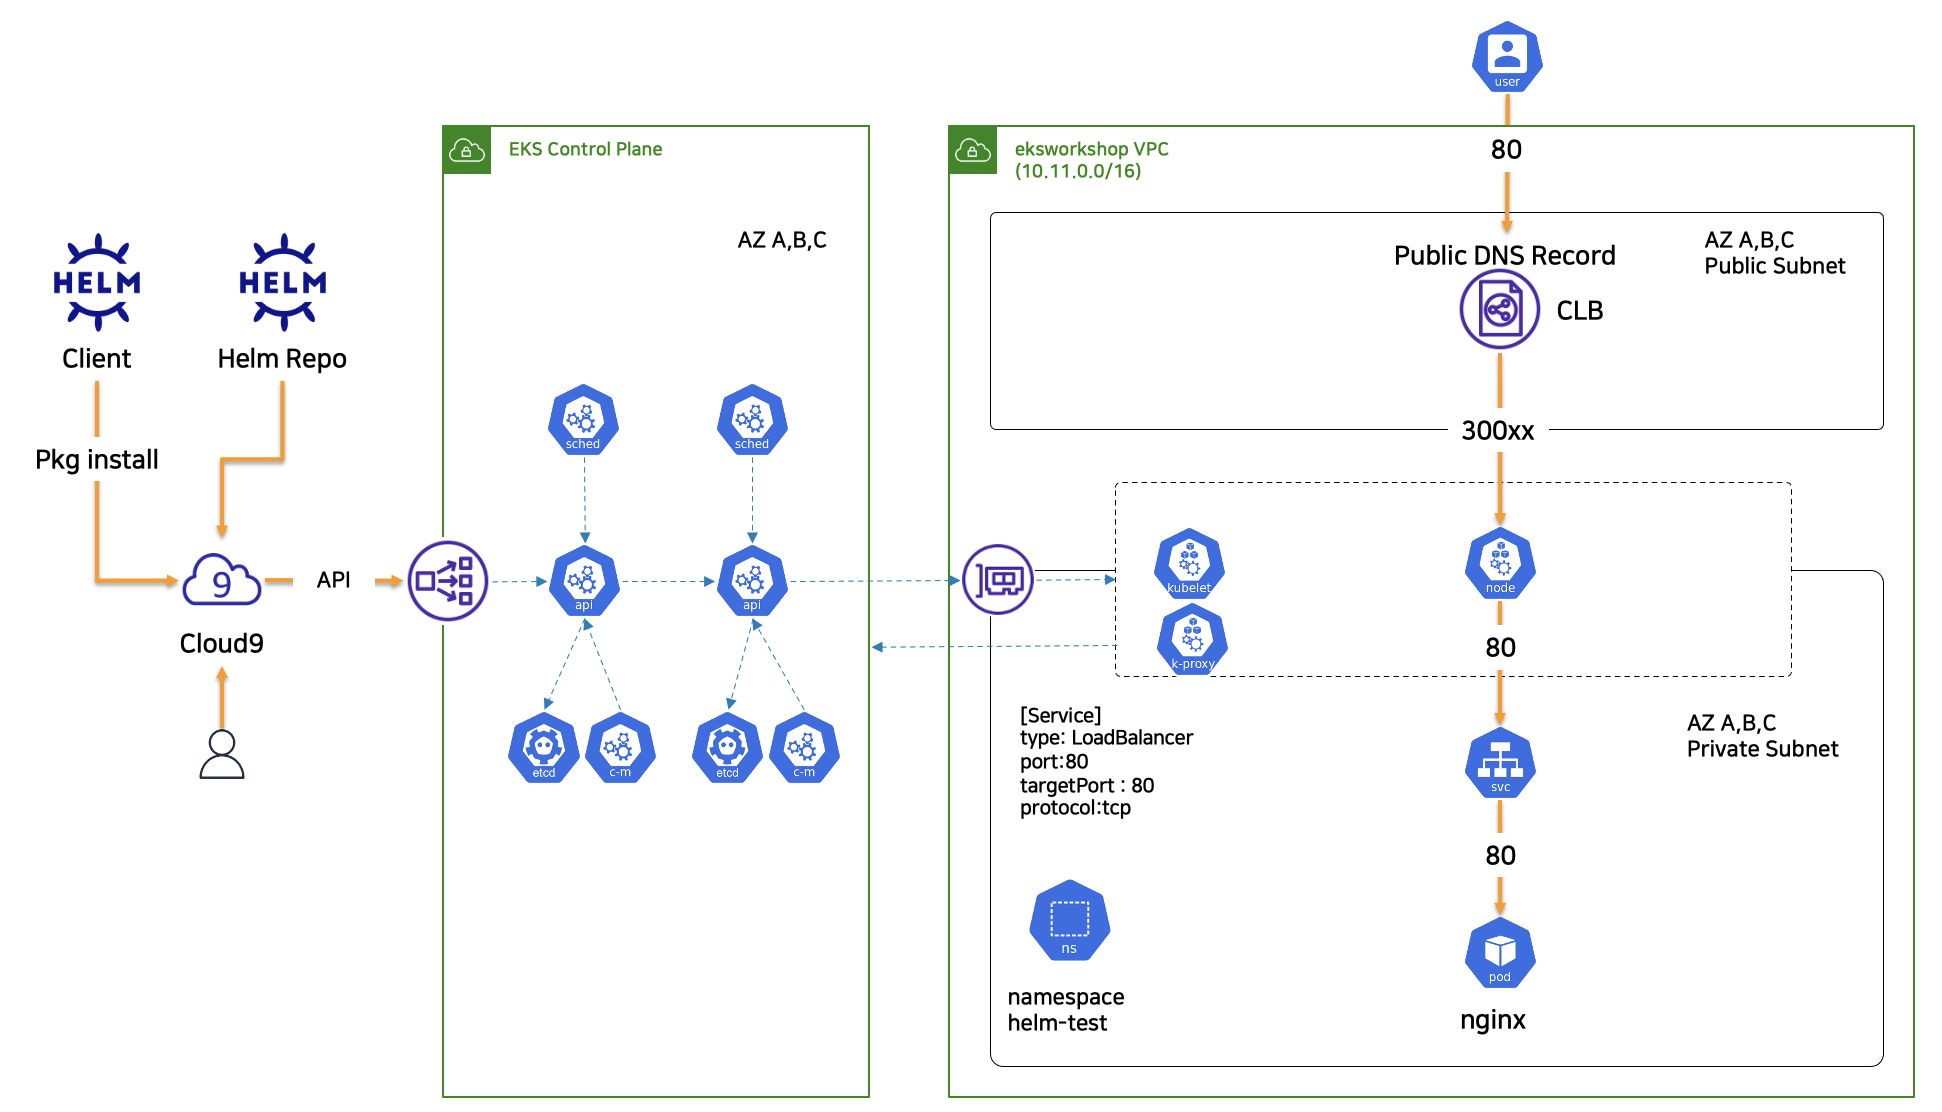 user
80
EKS Control Plane
eksworkshop VPC
(10.11.0.0/16)
AZ A,B,C
Public DNS Record
AZ A,B,C
Public Subnet
CLB
HELM
HELM
Client
Helm Repo
300xx
sched
sched
Pkg install
9
API
api
api
kubelet
node
Cloud9
k-proxy
80
[Service]
type: LoadBalancer
port:80
targetPort : 80
protocol:tcp
AZ A,B,C
Private Subnet
etcd
c-m
etcd
c-m
svc
80
ns
pod
namespace
helm-test
nginx